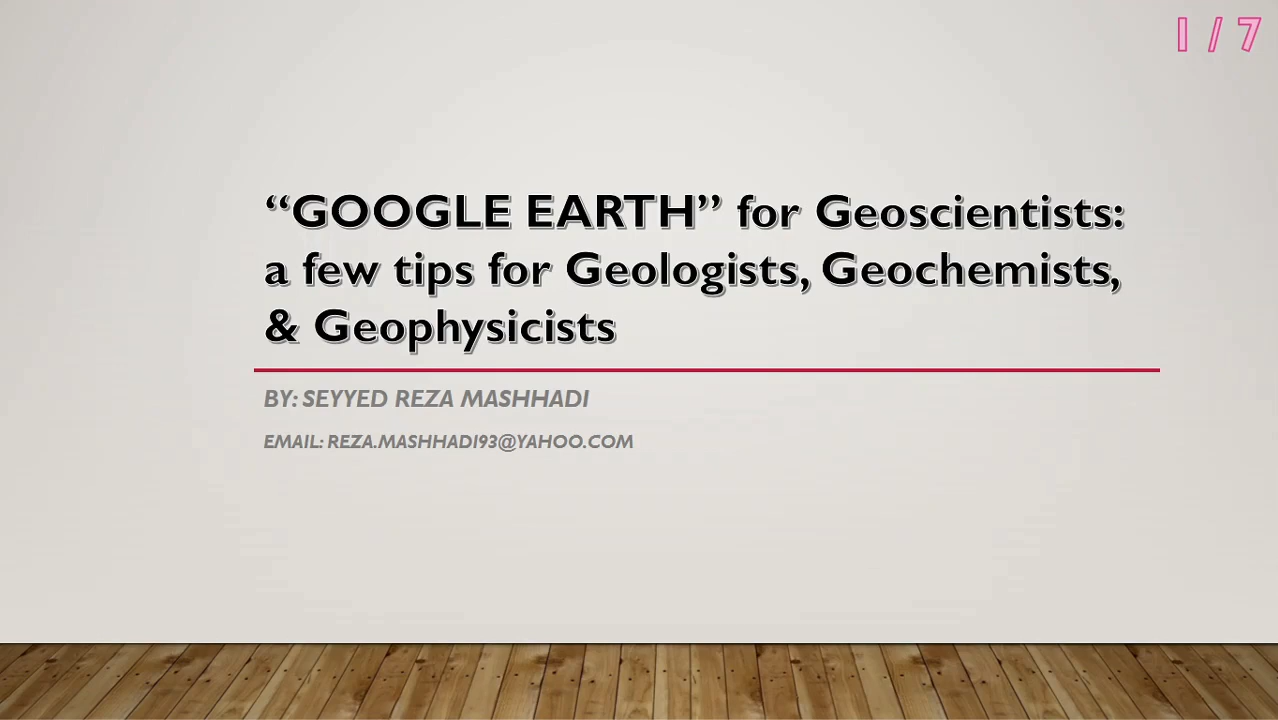 1 / 7
“GOOGLE EARTH” for Geoscientists:
a few tips for Geologists, Geochemists,
& Geophysicists
BY: SEYYED REZA MASHHADI
EMAIL: REZA.MASHHADI93@YAHOO.COM